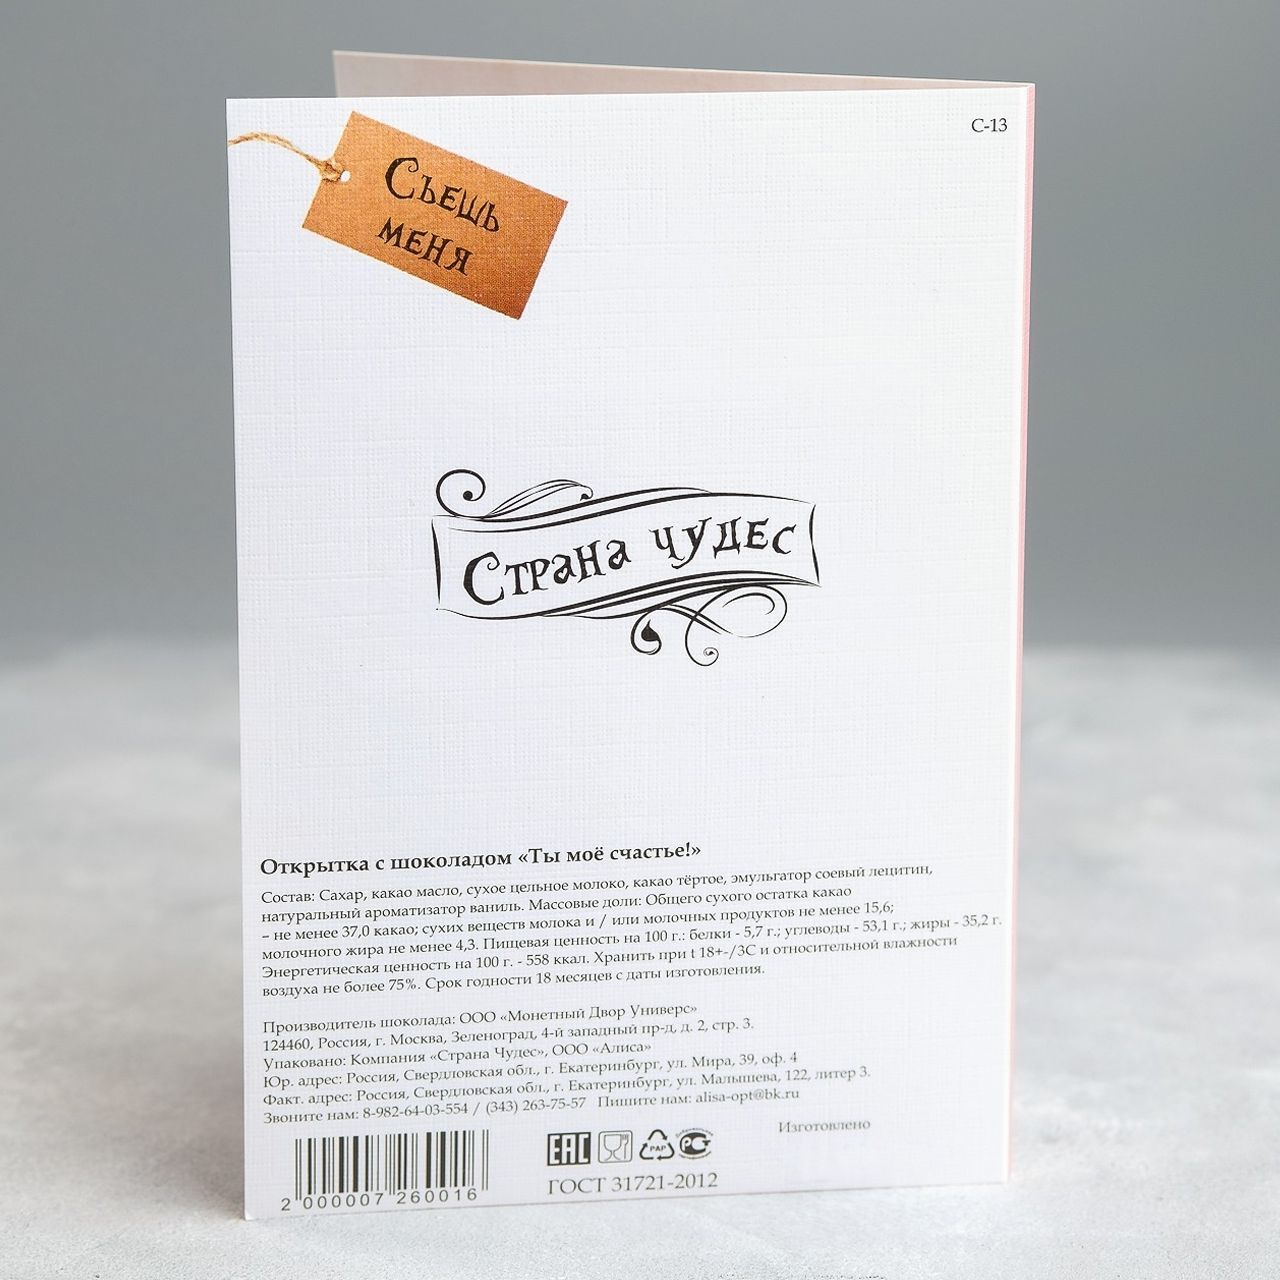 С-13
Съешь
меня
Страна чудес
Открытка с шоколадом «Ты моё счастье!»
Состав: Сахар, какао масло, сухое цельное молоко, какао тёртое, эмульгатор соевый лецитин,
натуральный ароматизатор ваниль. Массовые доли: Общего сухого остатка какао
– не менее 37,0 какао; сухих веществ молока и / или молочных продуктов не менее 15,6;
молочного жира не менее 4,3. Пищевая ценность на 100 г.: белки - 5,7 г.; углеводы - 53,1 г.; жиры - 35,2 г.
Энергетическая ценность на 100 г. - 558 ккал. Хранить при t 18+-/3С и относительной влажности
воздуха не более 75%. Срок годности 18 месяцев с даты изготовления.
Производитель шоколада: ООО «Монетный Двор Универс»
124460, Россия, г. Москва, Зеленоград, 4-й западный пр-д, д. 2, стр. 3.
Упаковано: Компания «Страна Чудес», ООО «Алиса»
Юр. адрес: Россия, Свердловская обл., г. Екатеринбург, ул. Мира, 39, оф. 4
Факт. адрес: Россия, Свердловская обл., г. Екатеринбург, ул. Малышева, 122, литер З.
Звоните нам: 8-982-64-03-554 / (343) 263-75-57 Пишите нам: alisa-opt@bk.ru
Изготовлено
EAC
PAP
РСТ
ГОСТ 31721-2012
2 000007 260016